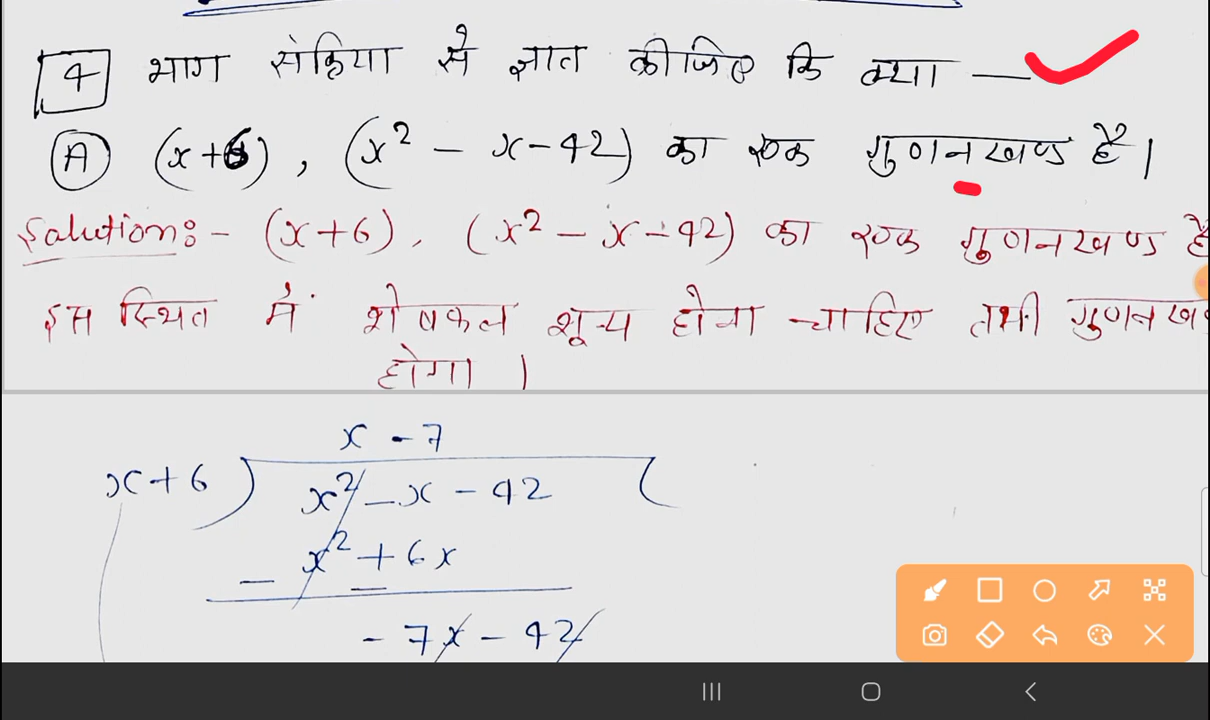 4 भाग संक्रिया से ज्ञात कीजिए कि क्या —
A (x+6), (x² - x - 42) का एक गुणनखण्ड है।
Solution:- (x+6), (x² - x - 42) का एक गुणनखण्ड है
इस स्थित में शेषफल शून्य होना चाहिए तभी गुणनख
होगा।
x - 7
x+6 ) x² - x - 42 (
x² + 6x
- -
- 7x - 42